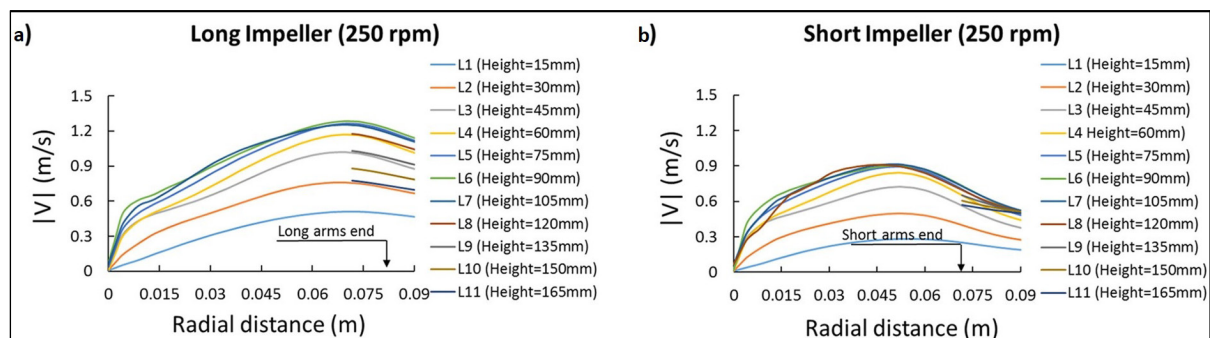 a)
Long Impeller (250 rpm)
|V| (m/s)
1.5
1.2
0.9
0.6
0.3
0
Long arms end
0 0.015 0.03 0.045 0.06 0.075 0.09
Radial distance (m)
L1 (Height=15mm)
L2 (Height=30mm)
L3 (Height=45mm)
L4 (Height=60mm)
L5 (Height=75mm)
L6 (Height=90mm)
L7 (Height=105mm)
L8 (Height=120mm)
L9 (Height=135mm)
L10 (Height=150mm)
L11 (Height=165mm)
b)
Short Impeller (250 rpm)
|V| (m/s)
1.5
1.2
0.9
0.6
0.3
0
Short arms end
0 0.015 0.03 0.045 0.06 0.075 0.09
Radial distance (m)
L1 (Height=15mm)
L2 (Height=30mm)
L3 (Height=45mm)
L4 Height=60mm)
L5 (Height=75mm)
L6 (Height=90mm)
L7 (Height=105mm)
L8 (Height=120mm)
L9 (Height=135mm)
L10 (Height=150mm)
L11 (Height=165mm)